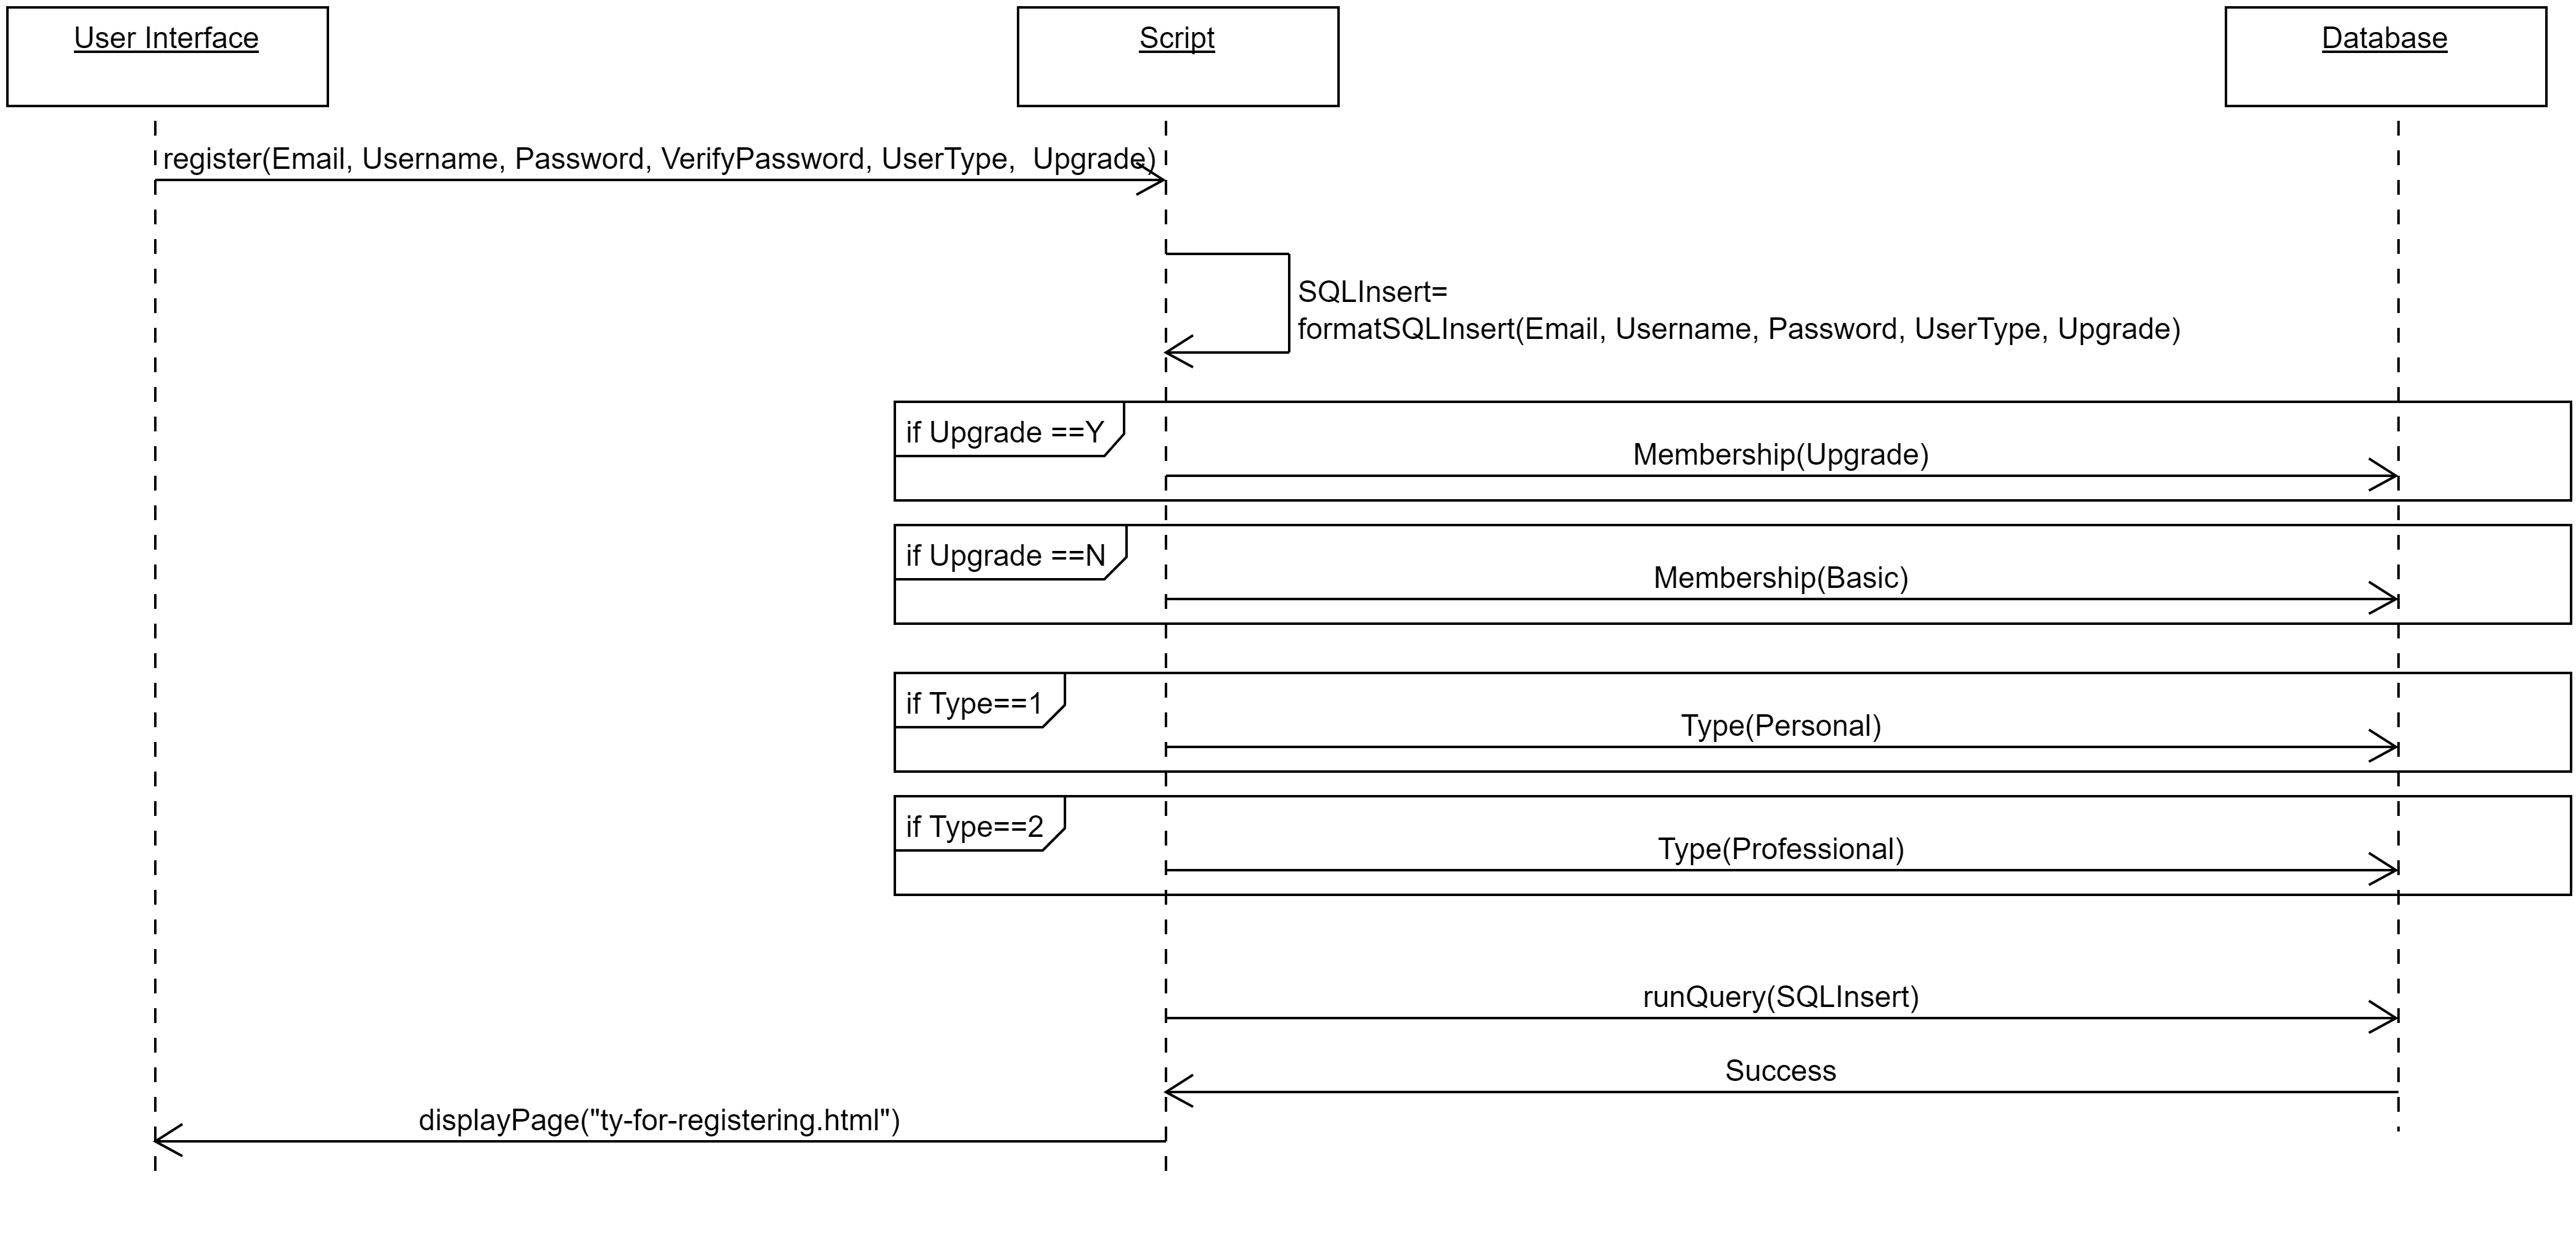 User Interface
Script
Database
register(Email, Username, Password, VerifyPassword, UserType,  Upgrade)
SQLInsert=
formatSQLInsert(Email, Username, Password, UserType, Upgrade)
if Upgrade ==Y
Membership(Upgrade)
if Upgrade ==N
Membership(Basic)
if Type==1
Type(Personal)
if Type==2
Type(Professional)
runQuery(SQLInsert)
Success
displayPage("ty-for-registering.html")